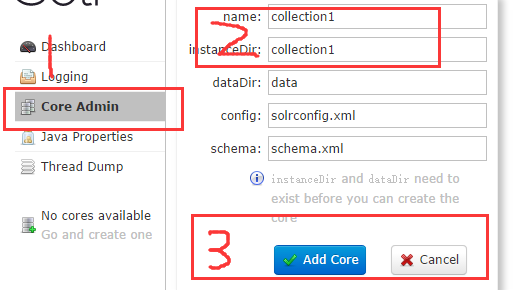 Solr
Dashboard
Logging
Core Admin
Java Properties
Thread Dump
No cores available
Go and create one
1
2
name: collection1
instanceDir: collection1
dataDir: data
config: solrconfig.xml
schema: schema.xml
instanceDir and dataDir need to
exist before you can create the
core
3
Add Core
Cancel